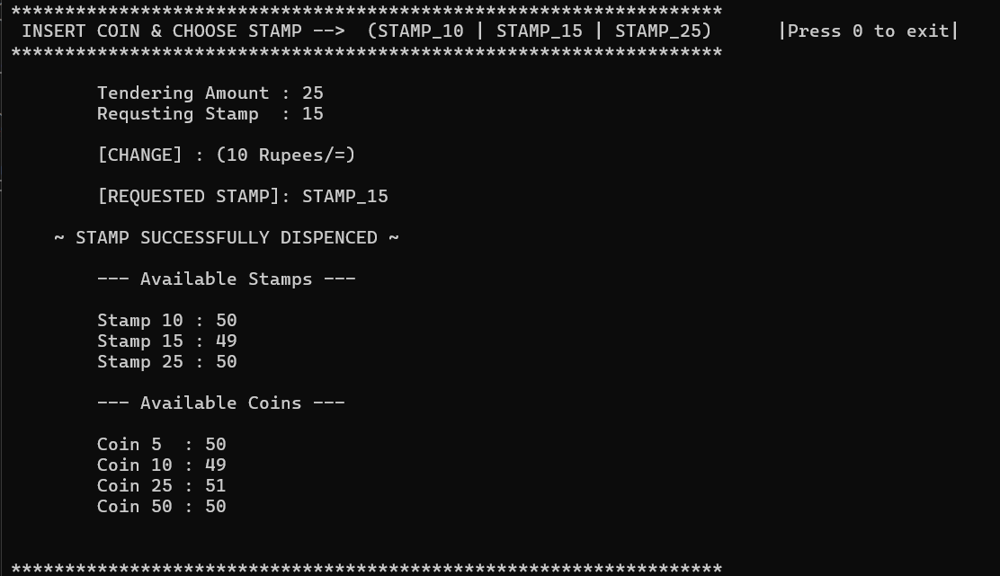 ******************************************************************
INSERT COIN & CHOOSE STAMP -->  (STAMP_10 | STAMP_15 | STAMP_25)      |Press 0 to exit|
******************************************************************
Tendering Amount : 25
Requsting Stamp  : 15
[CHANGE] : (10 Rupees/=)
[REQUESTED STAMP]: STAMP_15
~ STAMP SUCCESSFULLY DISPENCED ~
--- Available Stamps ---
Stamp 10 : 50
Stamp 15 : 49
Stamp 25 : 50
--- Available Coins ---
Coin 5  : 50
Coin 10 : 49
Coin 25 : 51
Coin 50 : 50
******************************************************************